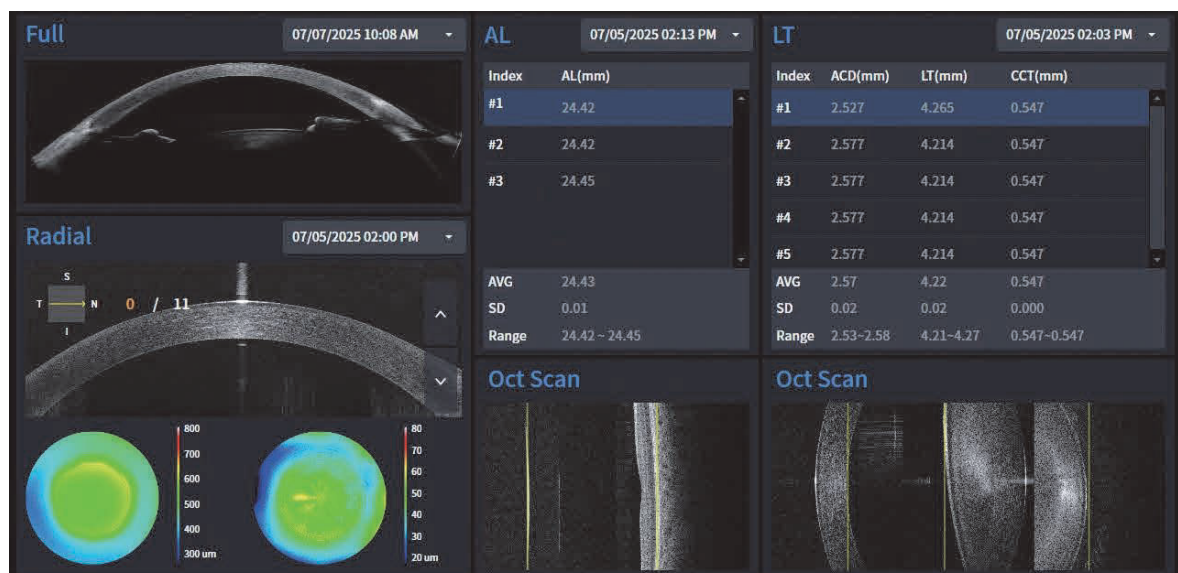 Full
07/07/2025 10:08 AM
Radial
07/05/2025 02:00 PM
S
T
N
I
0 / 11
800
700
600
500
400
300 um
80
70
60
50
40
30
20 um
AL
07/05/2025 02:13 PM
Index AL(mm)
#1 24.42
#2 24.42
#3 24.45
AVG 24.43
SD 0.01
Range 24.42 ~ 24.45
Oct Scan
LT
07/05/2025 02:03 PM
Index ACD(mm) LT(mm) CCT(mm)
#1 2.527 4.265 0.547
#2 2.577 4.214 0.547
#3 2.577 4.214 0.547
#4 2.577 4.214 0.547
#5 2.577 4.214 0.547
AVG 2.57 4.22 0.547
SD 0.02 0.02 0.000
Range 2.53~2.58 4.21~4.27 0.547~0.547
Oct Scan